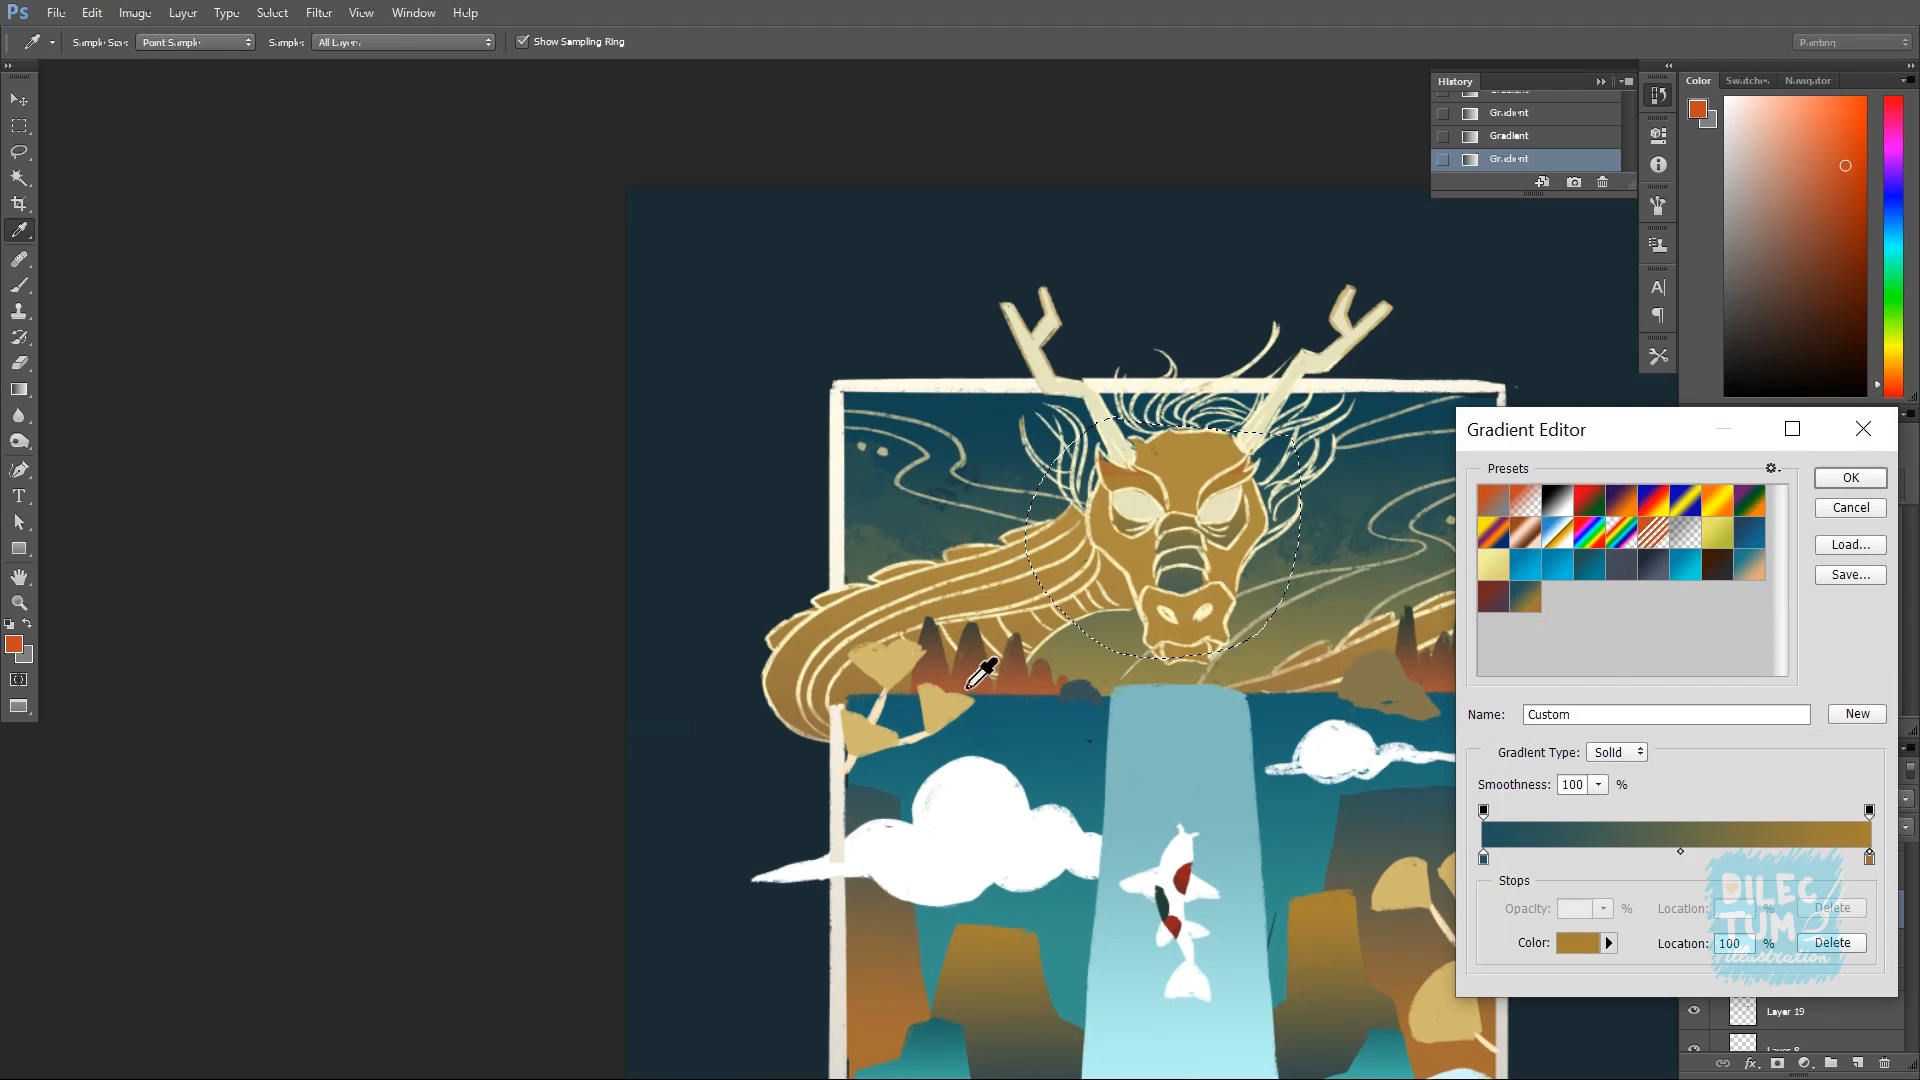 Ps File Edit Image Layer Type Select Filter View Window Help
Sample Size: Point Sample Sample: All Layers Show Sampling Ring
Painting
History
Gradient
Gradient
Gradient
Gradient
Color Swatches Navigator
Gradient Editor
Presets
OK
Cancel
Load...
Save...
Name: Custom New
Gradient Type: Solid
Smoothness: 100 %
Stops
Opacity: % Location: % Delete
Color: Location: 100 % Delete
DILEC
TUM
illustration
Layer 19
Layer 8